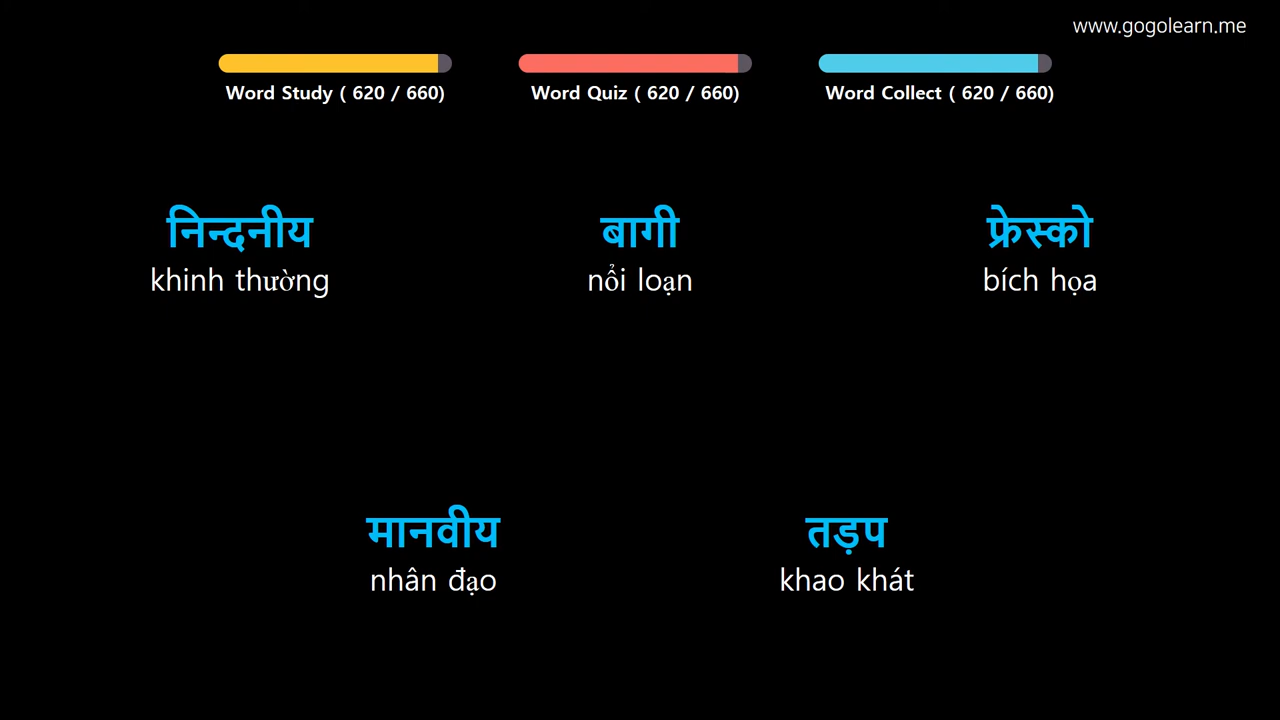 www.gogolearn.me
Word Study ( 620 / 660)
Word Quiz ( 620 / 660)
Word Collect ( 620 / 660)
निन्दनीय
khinh thường
बागी
nổi loạn
फ्रेस्को
bích họa
मानवीय
nhân đạo
तड़प
khao khát